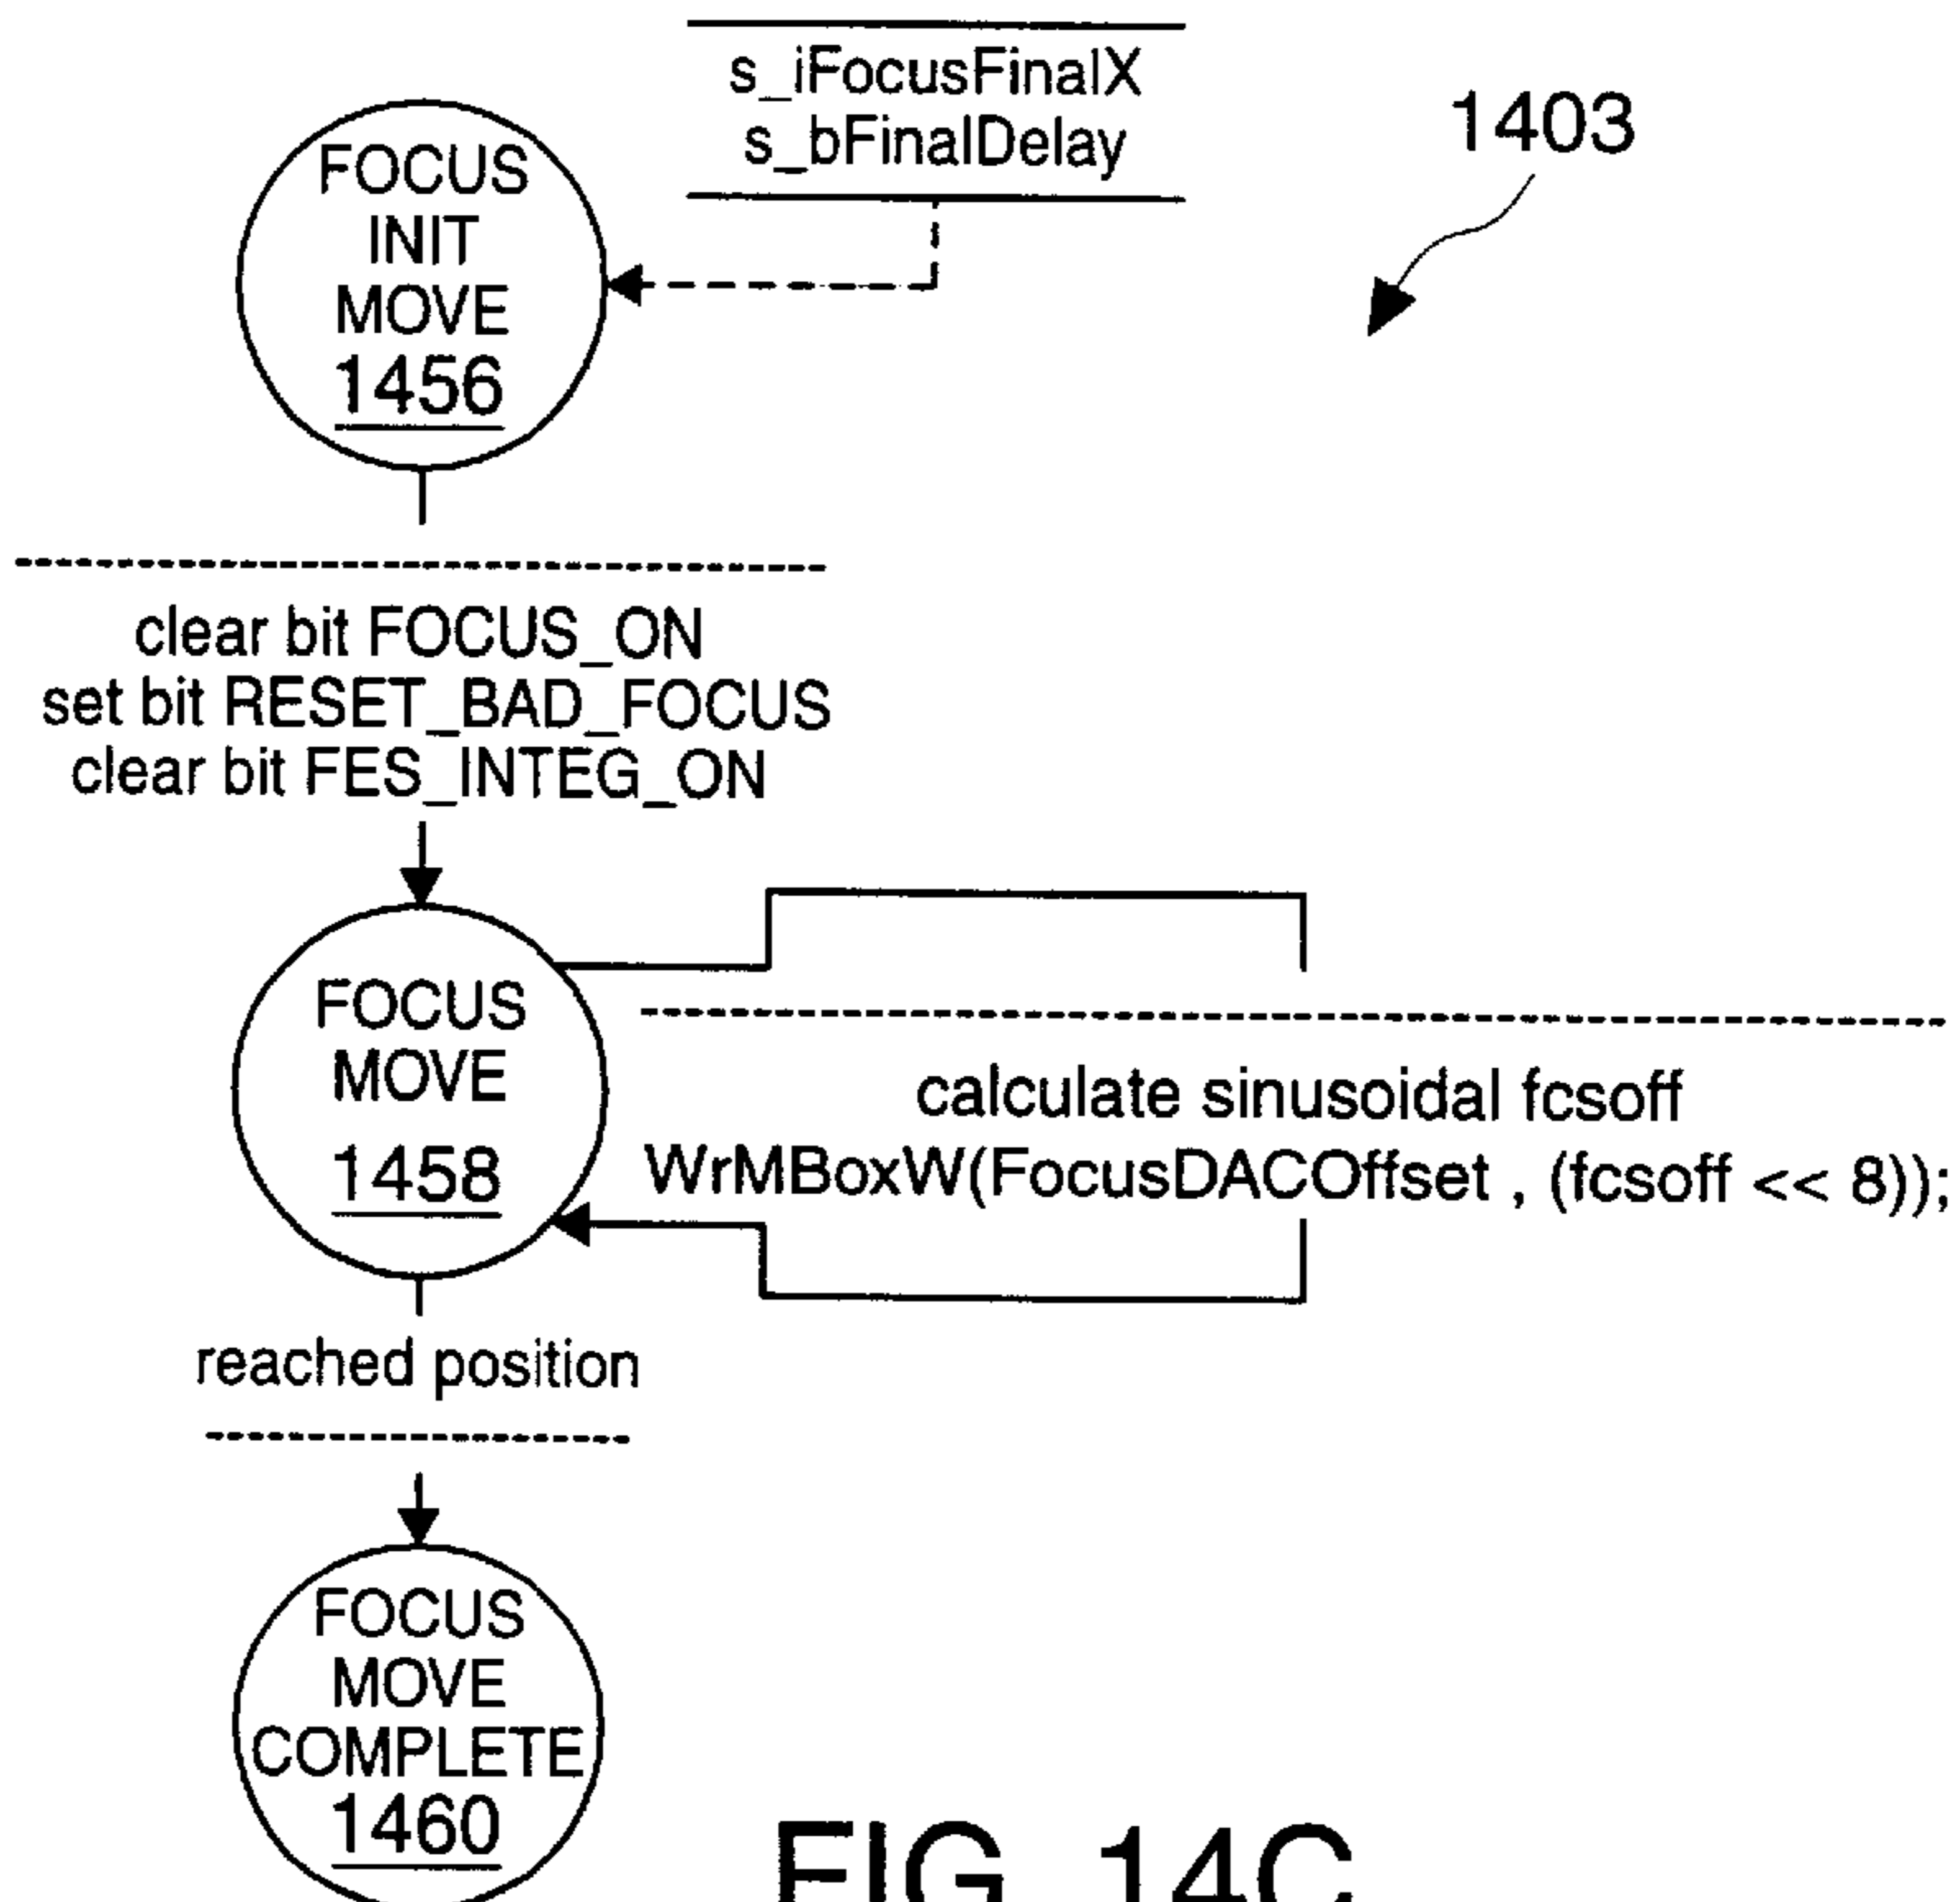 s_iFocusFinalX
s_bFinalDelay
1403
FOCUS
INIT
MOVE
1456
clear bit FOCUS_ON
set bit RESET_BAD_FOCUS
clear bit FES_INTEG_ON
FOCUS
MOVE
1458
calculate sinusoidal fcsoff
WrMBoxW(FocusDACOffset , (fcsoff << 8));
reached position
FOCUS
MOVE
COMPLETE
1460
FIG. 14C